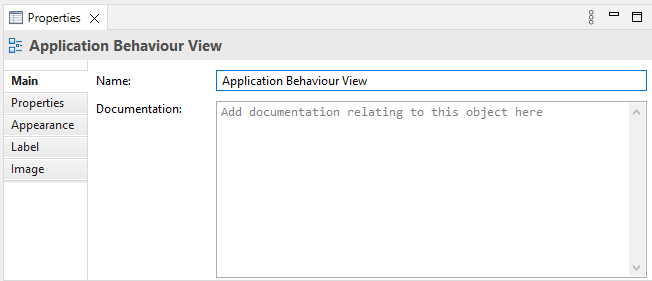 Properties
Application Behaviour View
Main
Name:
Application Behaviour View
Properties
Documentation:
Add documentation relating to this object here
Appearance
Label
Image